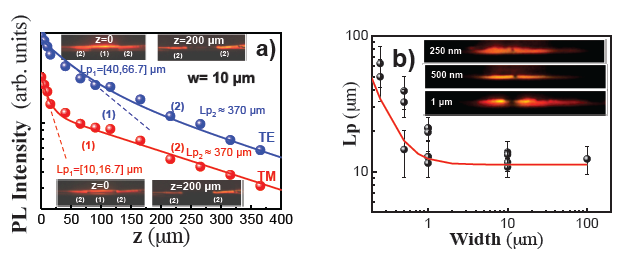 z=0
(2) (1) (2)
z=200 μm
(2) (2)
a)
Lp1=[40,66.7] μm
w= 10 μm
(2) Lp2≈ 370 μm
(1)
TE
(1)
(2) Lp2≈ 370 μm
Lp1=[10,16.7] μm
TM
z=0
(2) (1) (2)
z=200 μm
(2) (2)
PL Intensity (arb. units)
0 50 100 150 200 250 300 350 400
z (μm)
b)
250 nm
500 nm
1 μm
100
10
Lp (μm)
1 10 100
Width (μm)